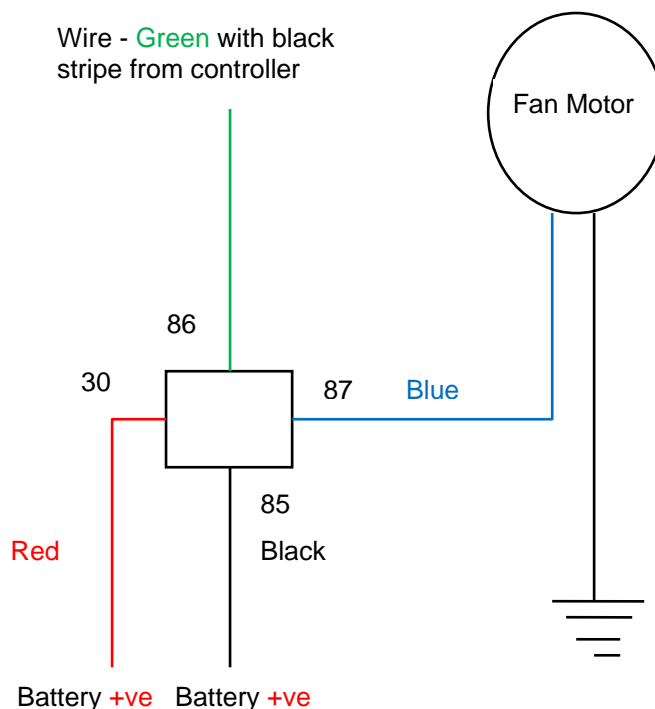 Wire - Green with black
stripe from controller
Fan Motor
86
30
87
Blue
85
Red
Black
Battery +ve
Battery +ve